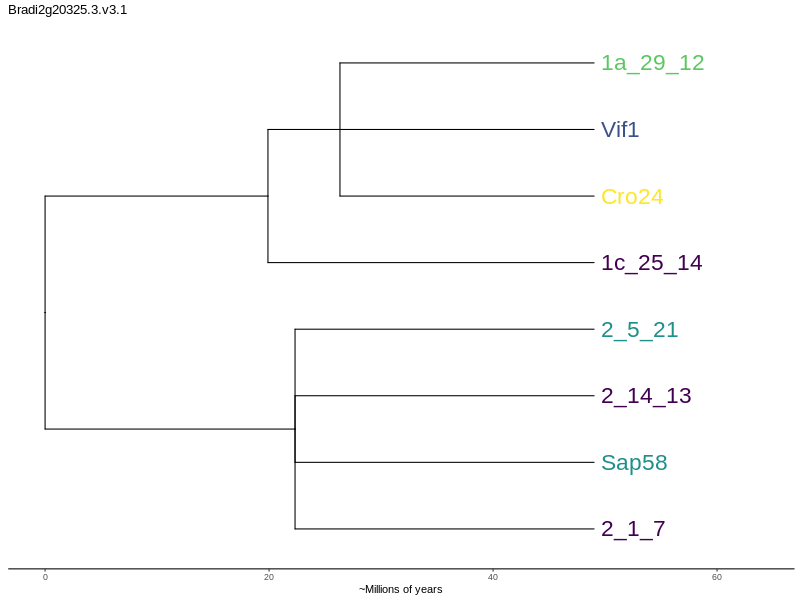 Bradi2g20325.3.v3.1
1a_29_12
Vif1
Cro24
1c_25_14
2_5_21
2_14_13
Sap58
2_1_7
0 20 40 60
~Millions of years